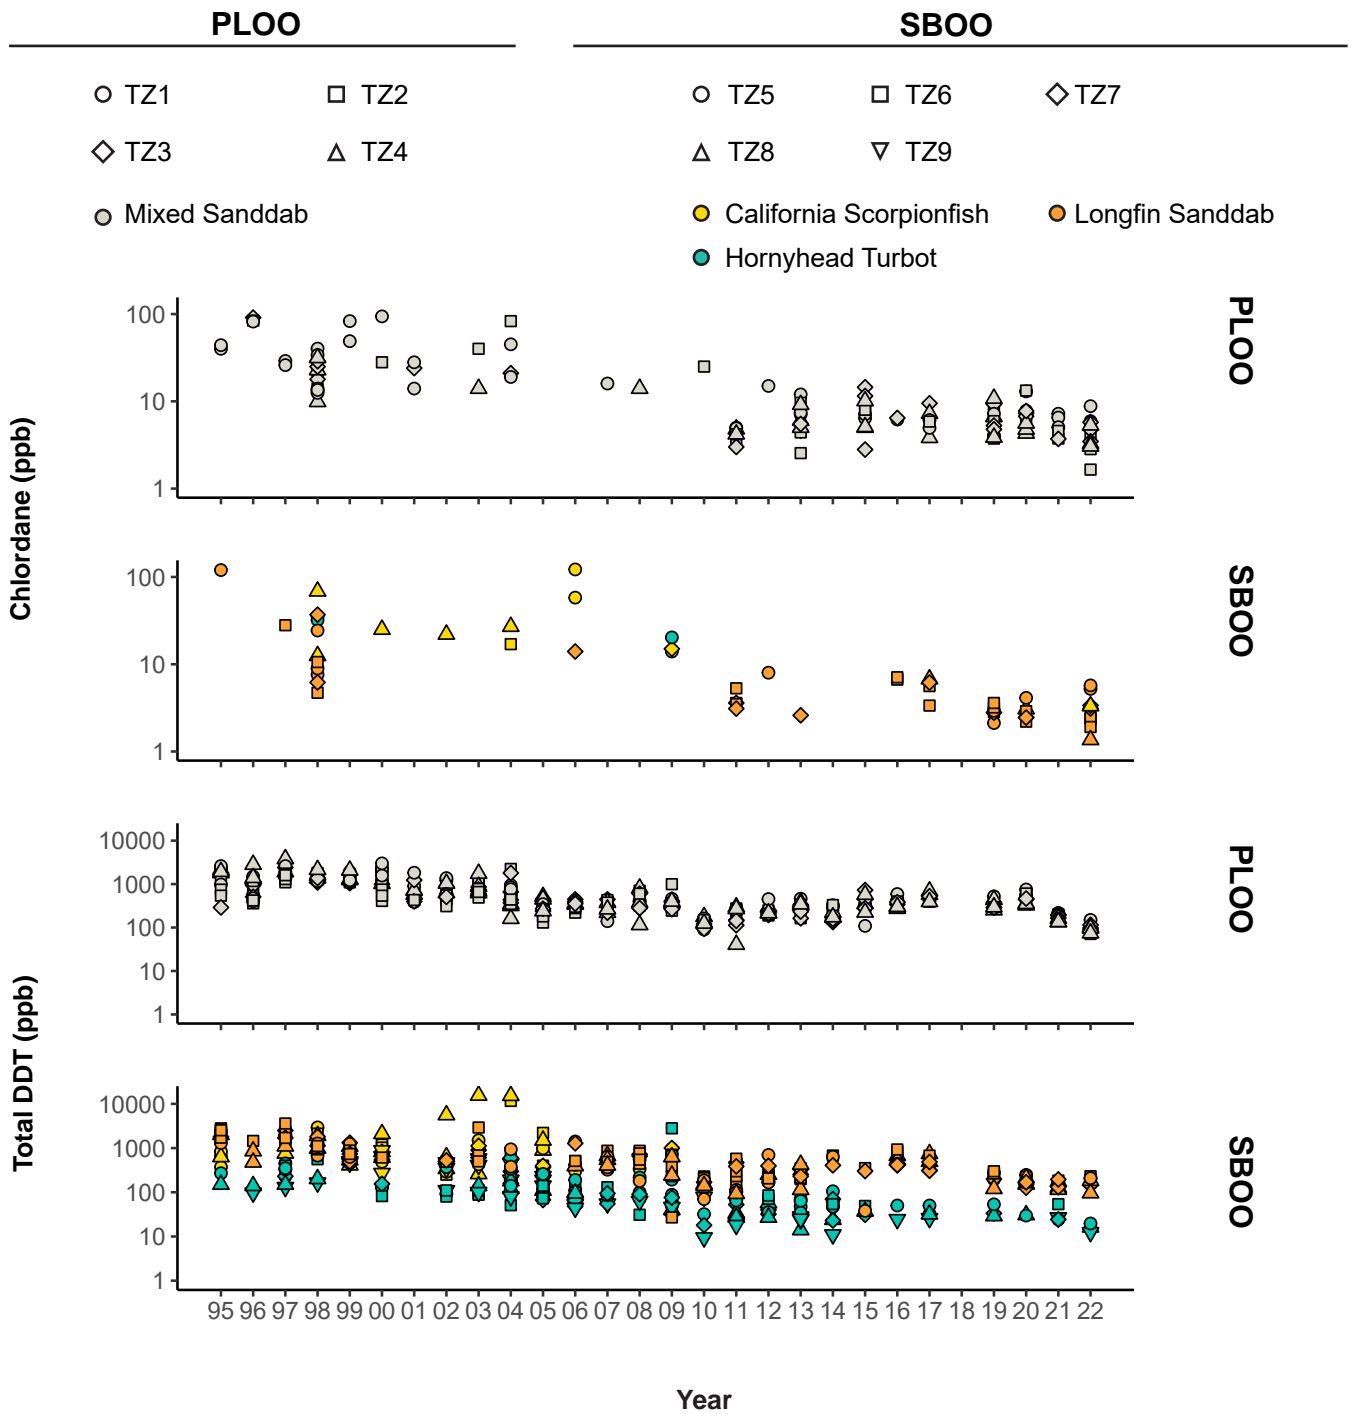 PLOO SBOO
TZ1 TZ2 TZ5 TZ6 TZ7
TZ3 TZ4 TZ8 TZ9
Mixed Sanddab California Scorpionfish Longfin Sanddab
Hornyhead Turbot
Chlordane (ppb)
100
10
1
PLOO
100
10
1
SBOO
Total DDT (ppb)
10000
1000
100
10
1
PLOO
10000
1000
100
10
1
SBOO
95 96 97 98 99 00 01 02 03 04 05 06 07 08 09 10 11 12 13 14 15 16 17 18 19 20 21 22
Year